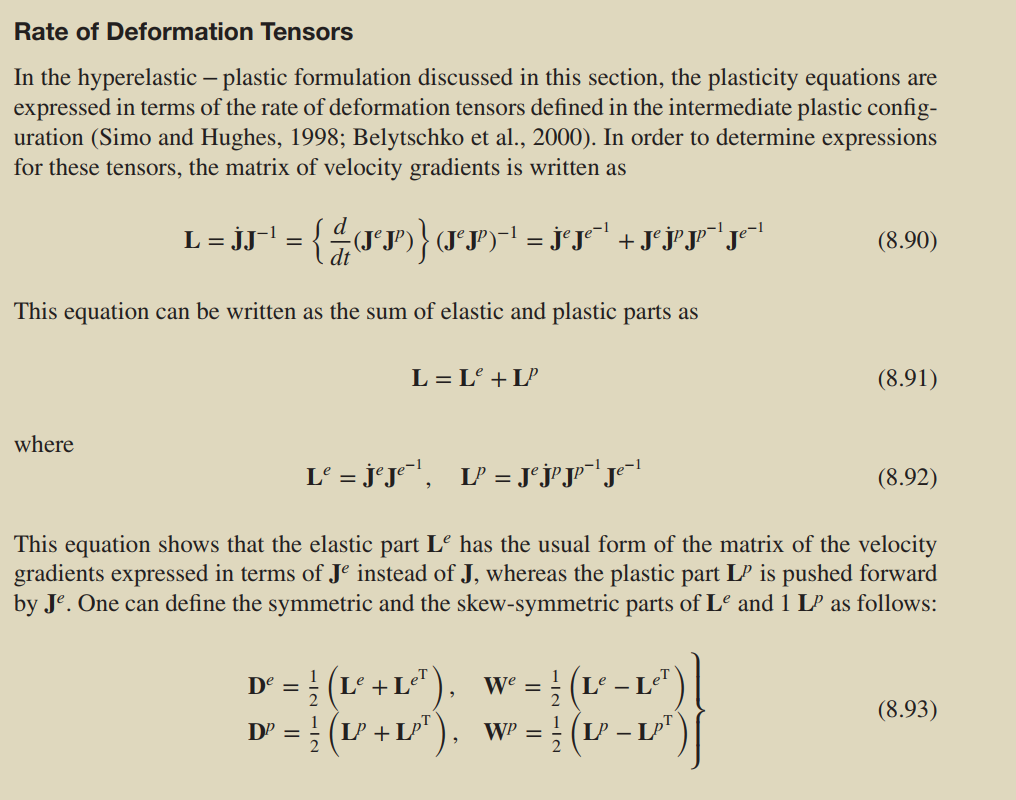 Rate of Deformation Tensors
In the hyperelastic – plastic formulation discussed in this section, the plasticity equations are
expressed in terms of the rate of deformation tensors defined in the intermediate plastic config-
uration (Simo and Hughes, 1998; Belytschko et al., 2000). In order to determine expressions
for these tensors, the matrix of velocity gradients is written as
$\mathbf{L} = \dot{\mathbf{J}}\mathbf{J}^{-1} = \left\{ \frac{d}{dt}(\mathbf{J}^e\mathbf{J}^p) \right\} (\mathbf{J}^e\mathbf{J}^p)^{-1} = \dot{\mathbf{J}}^e\mathbf{J}^{e^{-1}} + \mathbf{J}^e\dot{\mathbf{J}}^p\mathbf{J}^{p^{-1}}\mathbf{J}^{e^{-1}}$ (8.90)
This equation can be written as the sum of elastic and plastic parts as
$\mathbf{L} = \mathbf{L}^e + \mathbf{L}^p$ (8.91)
where
$\mathbf{L}^e = \dot{\mathbf{J}}^e\mathbf{J}^{e^{-1}}, \quad \mathbf{L}^p = \mathbf{J}^e\dot{\mathbf{J}}^p\mathbf{J}^{p^{-1}}\mathbf{J}^{e^{-1}}$ (8.92)
This equation shows that the elastic part $\mathbf{L}^e$ has the usual form of the matrix of the velocity
gradients expressed in terms of $\mathbf{J}^e$ instead of $\mathbf{J}$, whereas the plastic part $\mathbf{L}^p$ is pushed forward
by $\mathbf{J}^e$. One can define the symmetric and the skew-symmetric parts of $\mathbf{L}^e$ and 1 $\mathbf{L}^p$ as follows:
$\left. \begin{array}{l} \mathbf{D}^e = \frac{1}{2}\left(\mathbf{L}^e + \mathbf{L}^{e^{\mathrm{T}}}\right), \quad \mathbf{W}^e = \frac{1}{2}\left(\mathbf{L}^e - \mathbf{L}^{e^{\mathrm{T}}}\right) \\ \mathbf{D}^p = \frac{1}{2}\left(\mathbf{L}^p + \mathbf{L}^{p^{\mathrm{T}}}\right), \quad \mathbf{W}^p = \frac{1}{2}\left(\mathbf{L}^p - \mathbf{L}^{p^{\mathrm{T}}}\right) \end{array} \right\}$ (8.93)